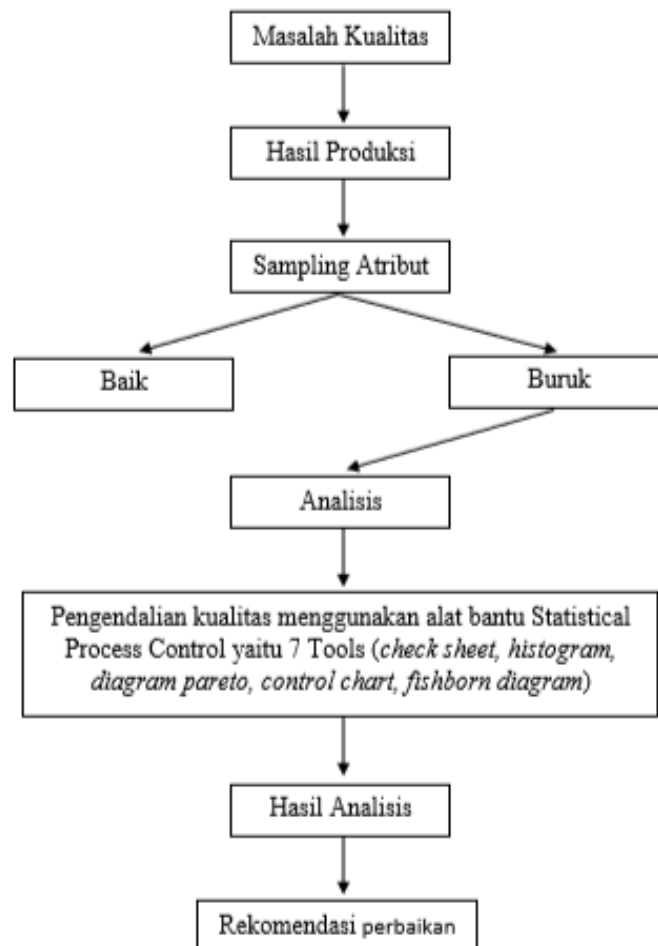 Masalah Kualitas
Hasil Produksi
Sampling Atribut
Baik
Buruk
Analisis
Pengendalian kualitas menggunakan alat bantu Statistical
Process Control yaitu 7 Tools (check sheet, histogram,
diagram pareto, control chart, fishborn diagram)
Hasil Analisis
Rekomendasi perbaikan